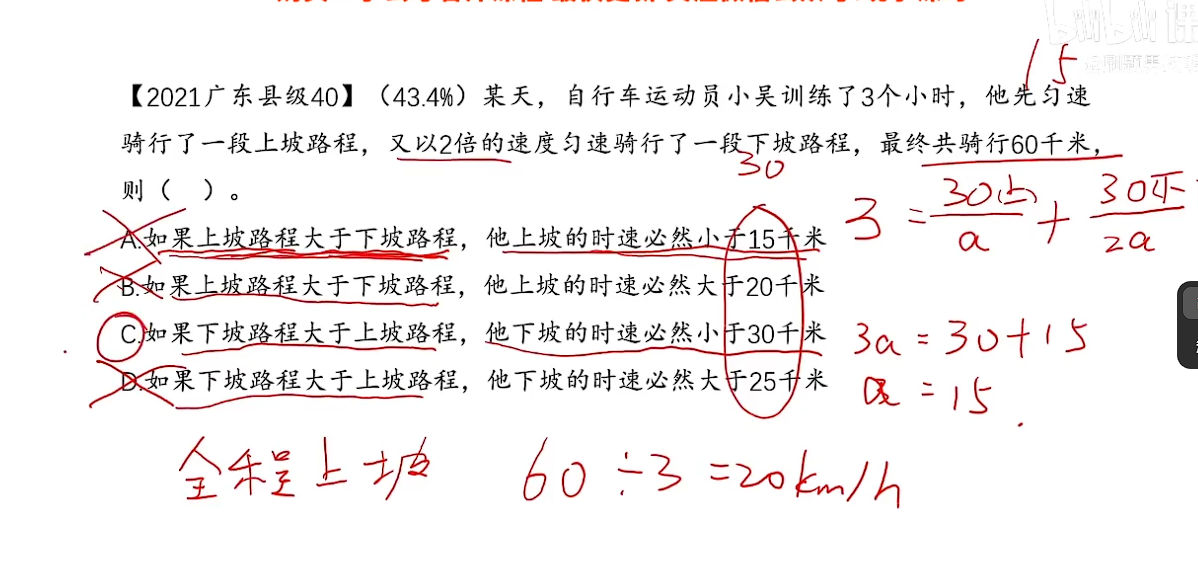 15
【2021广东县级40】（43.4%）某天，自行车运动员小吴训练了3个小时，他先匀速
骑行了一段上坡路程，又以2倍的速度匀速骑行了一段下坡路程，最终共骑行60千米，
则（ ）。
30
A.如果上坡路程大于下坡路程，他上坡的时速必然小于15千米
B.如果上坡路程大于下坡路程，他上坡的时速必然大于20千米
C.如果下坡路程大于上坡路程，他下坡的时速必然小于30千米
D.如果下坡路程大于上坡路程，他下坡的时速必然大于25千米
3 = 30上/a + 30下/2a
3a = 30+15
a = 15
全程上坡 60÷3=20km/h